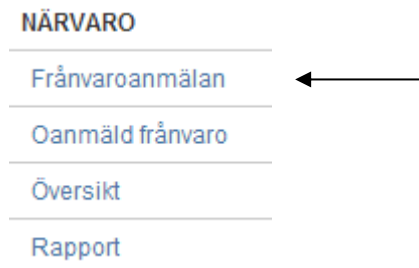 NÄRVARO
Frånvaroanmälan
Oanmäld frånvaro
Översikt
Rapport